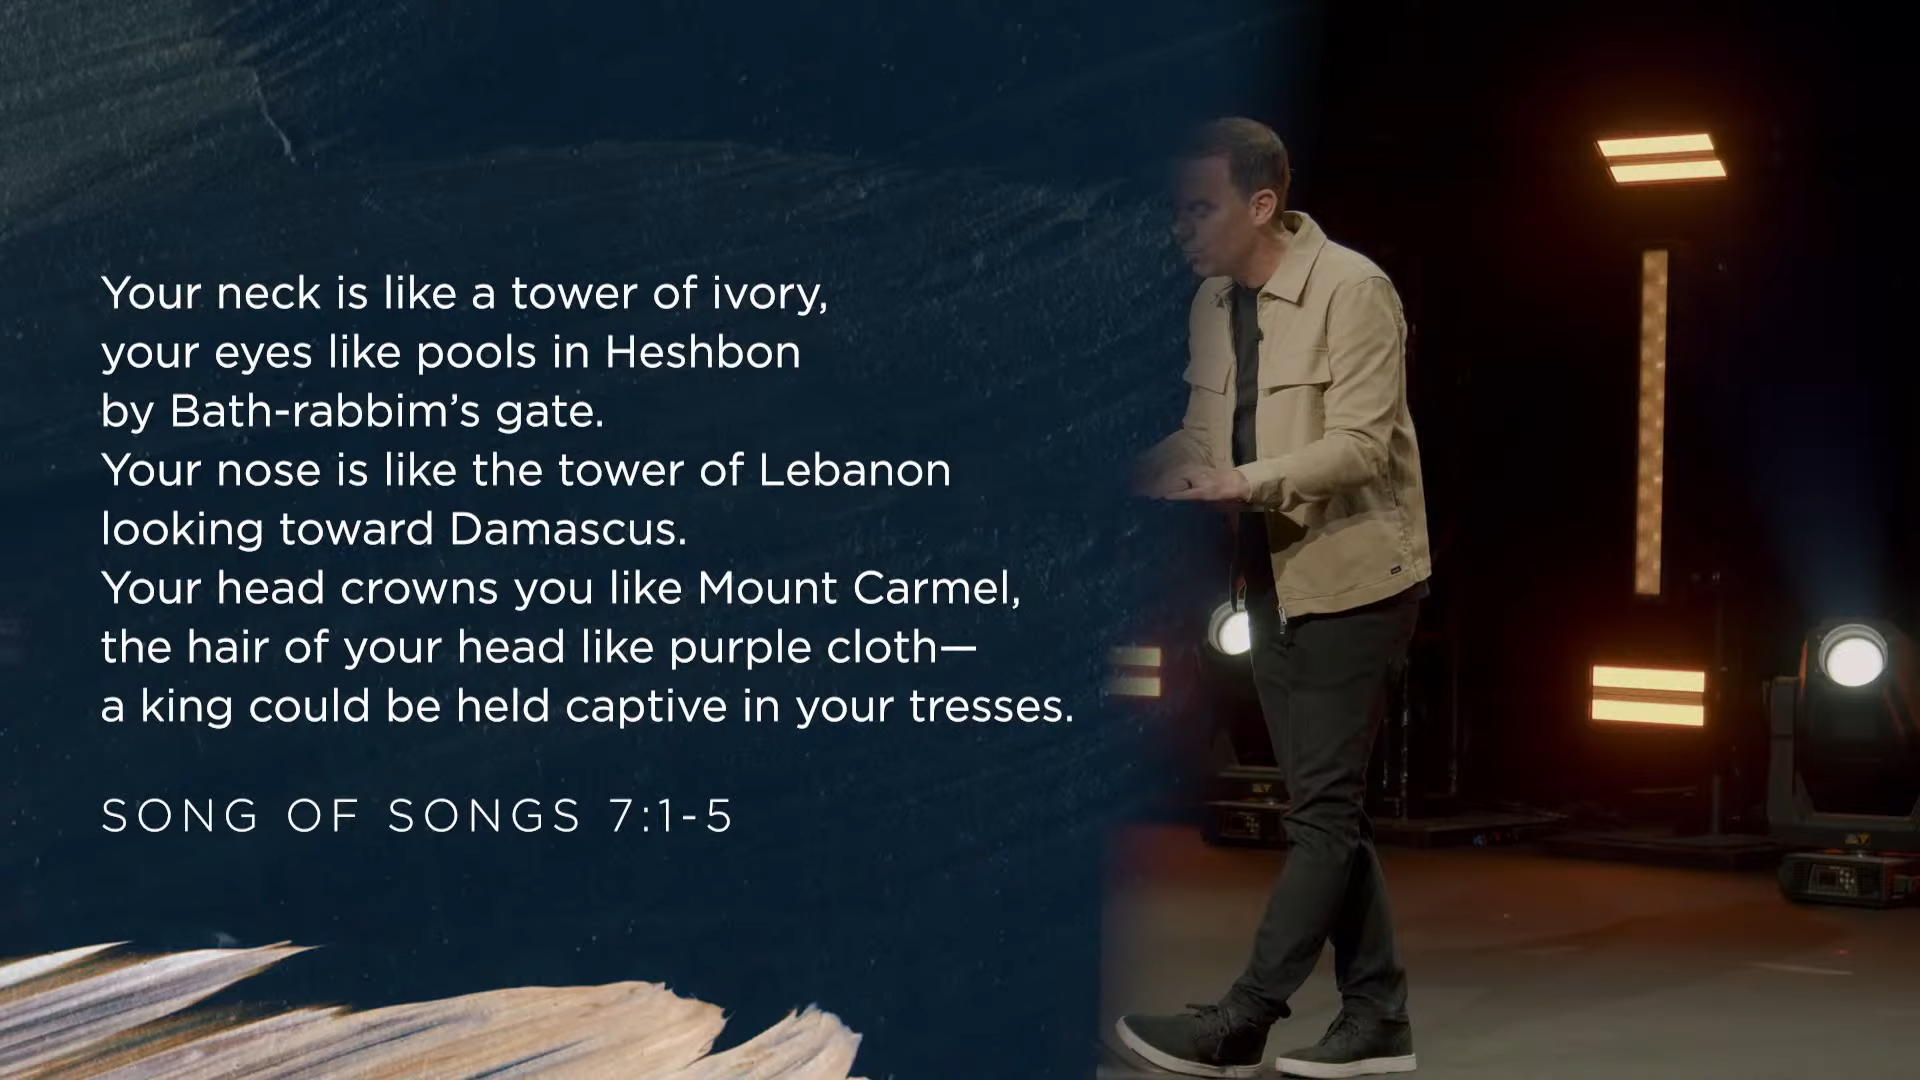 Your neck is like a tower of ivory,
your eyes like pools in Heshbon
by Bath-rabbim’s gate.
Your nose is like the tower of Lebanon
looking toward Damascus.
Your head crowns you like Mount Carmel,
the hair of your head like purple cloth—
a king could be held captive in your tresses.
SONG OF SONGS 7:1-5